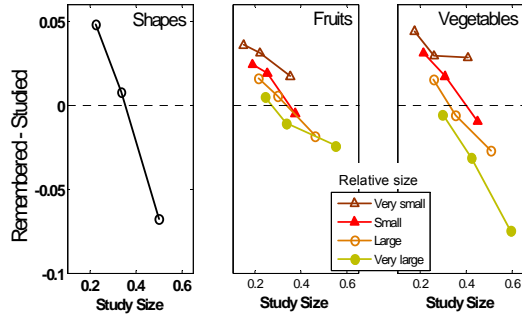 Shapes
Fruits
Vegetables
Remembered - Studied
0.05
0
-0.05
-0.1
0.2 0.4 0.6
0.2 0.4 0.6
0.2 0.4 0.6
Study Size
Study Size
Study Size
Relative size
Very small
Small
Large
Very large